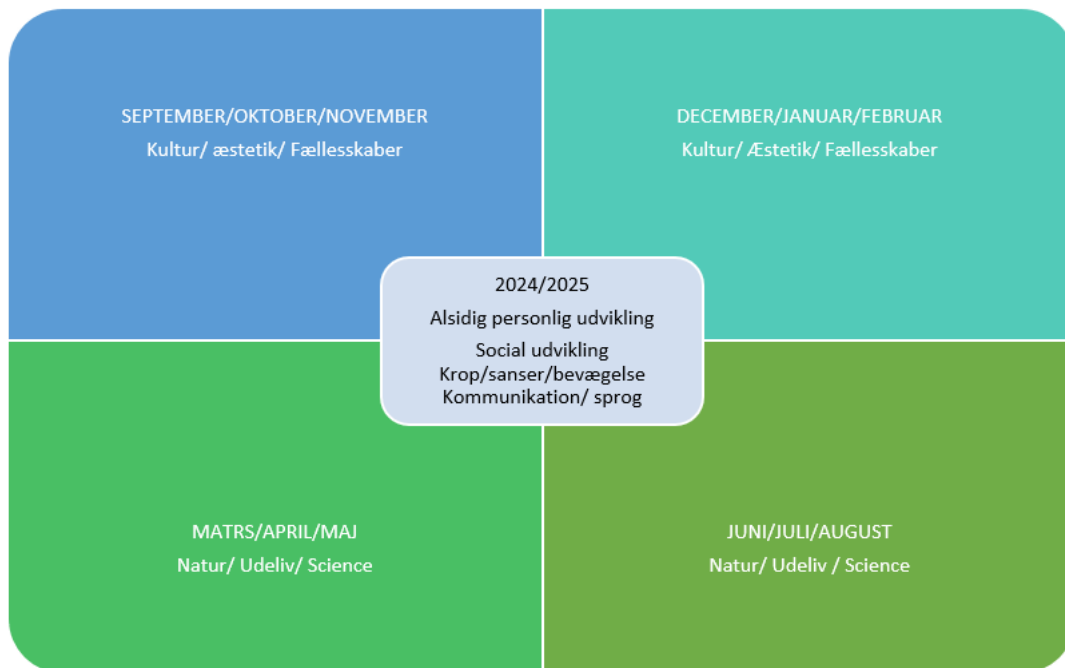 SEPTEMBER/OKTOBER/NOVEMBER
Kultur/ æstetik/ Fællesskaber
DECEMBER/JANUAR/FEBRUAR
Kultur/ Æstetik/ Fællesskaber
2024/2025
Alsidig personlig udvikling
Social udvikling
Krop/sanser/bevægelse
Kommunikation/ sprog
MATRS/APRIL/MAJ
Natur/ Udeliv/ Science
JUNI/JULI/AUGUST
Natur/ Udeliv / Science